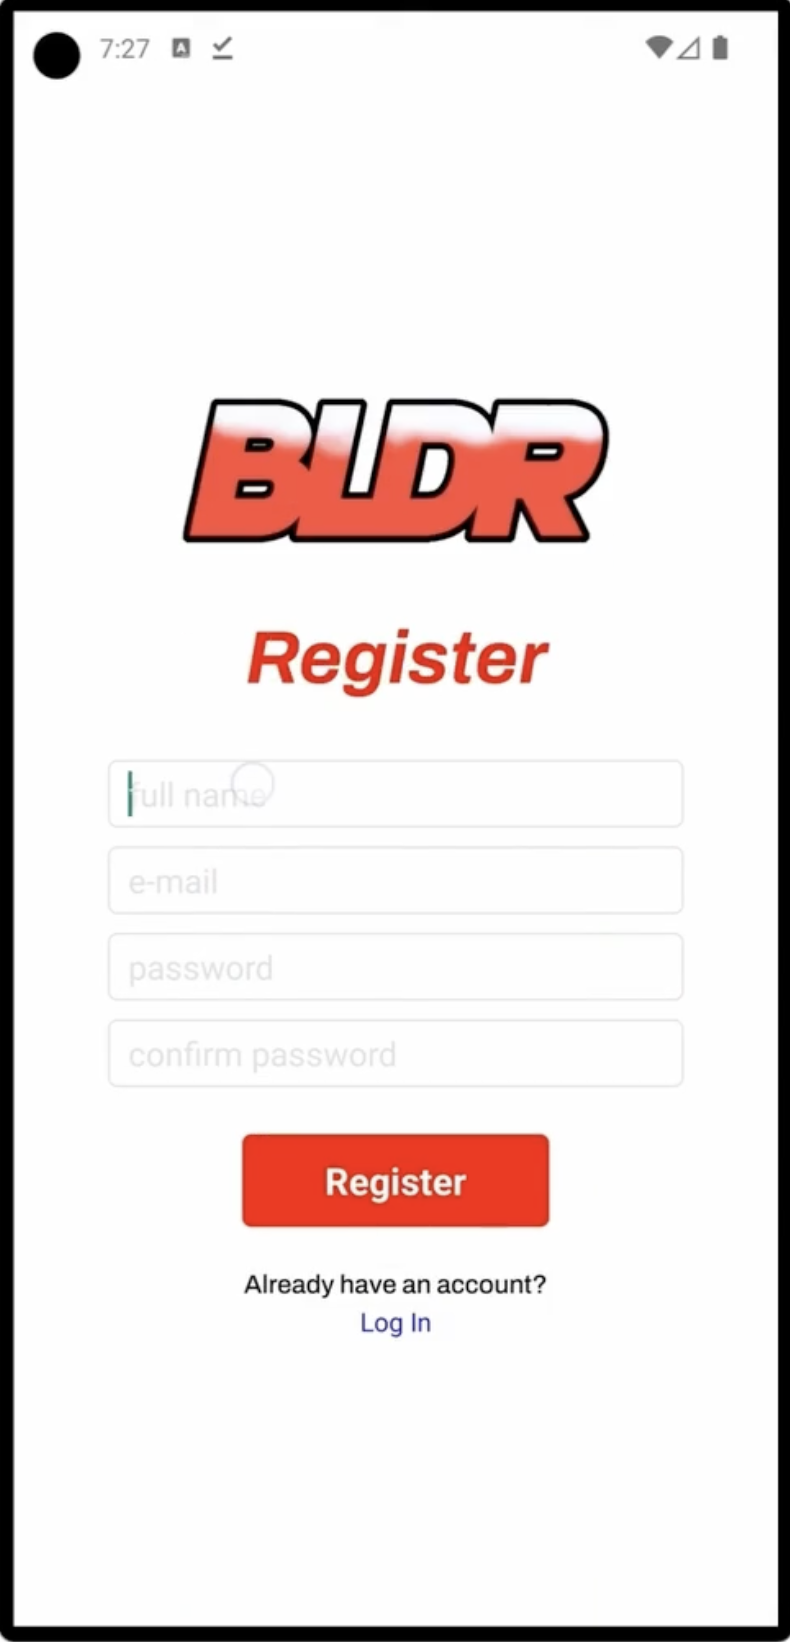 7:27
BLDR
Register
full name
e-mail
password
confirm password
Register
Already have an account?
Log In